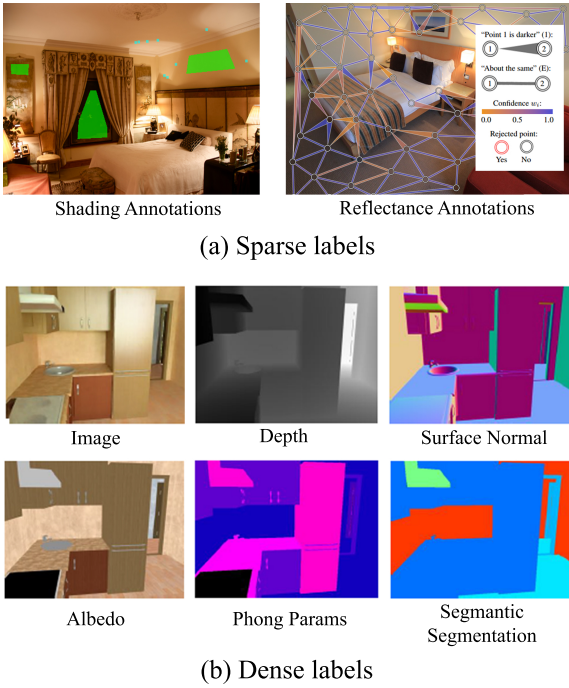 "Point 1 is darker" (1):
1 2
"About the same" (E):
1 2
Confidence wᵢ:
0.0 0.5 1.0
Rejected point:
Yes No
Shading Annotations Reflectance Annotations
(a) Sparse labels
Image Depth Surface Normal
Albedo Phong Params Segmantic
Segmentation
(b) Dense labels